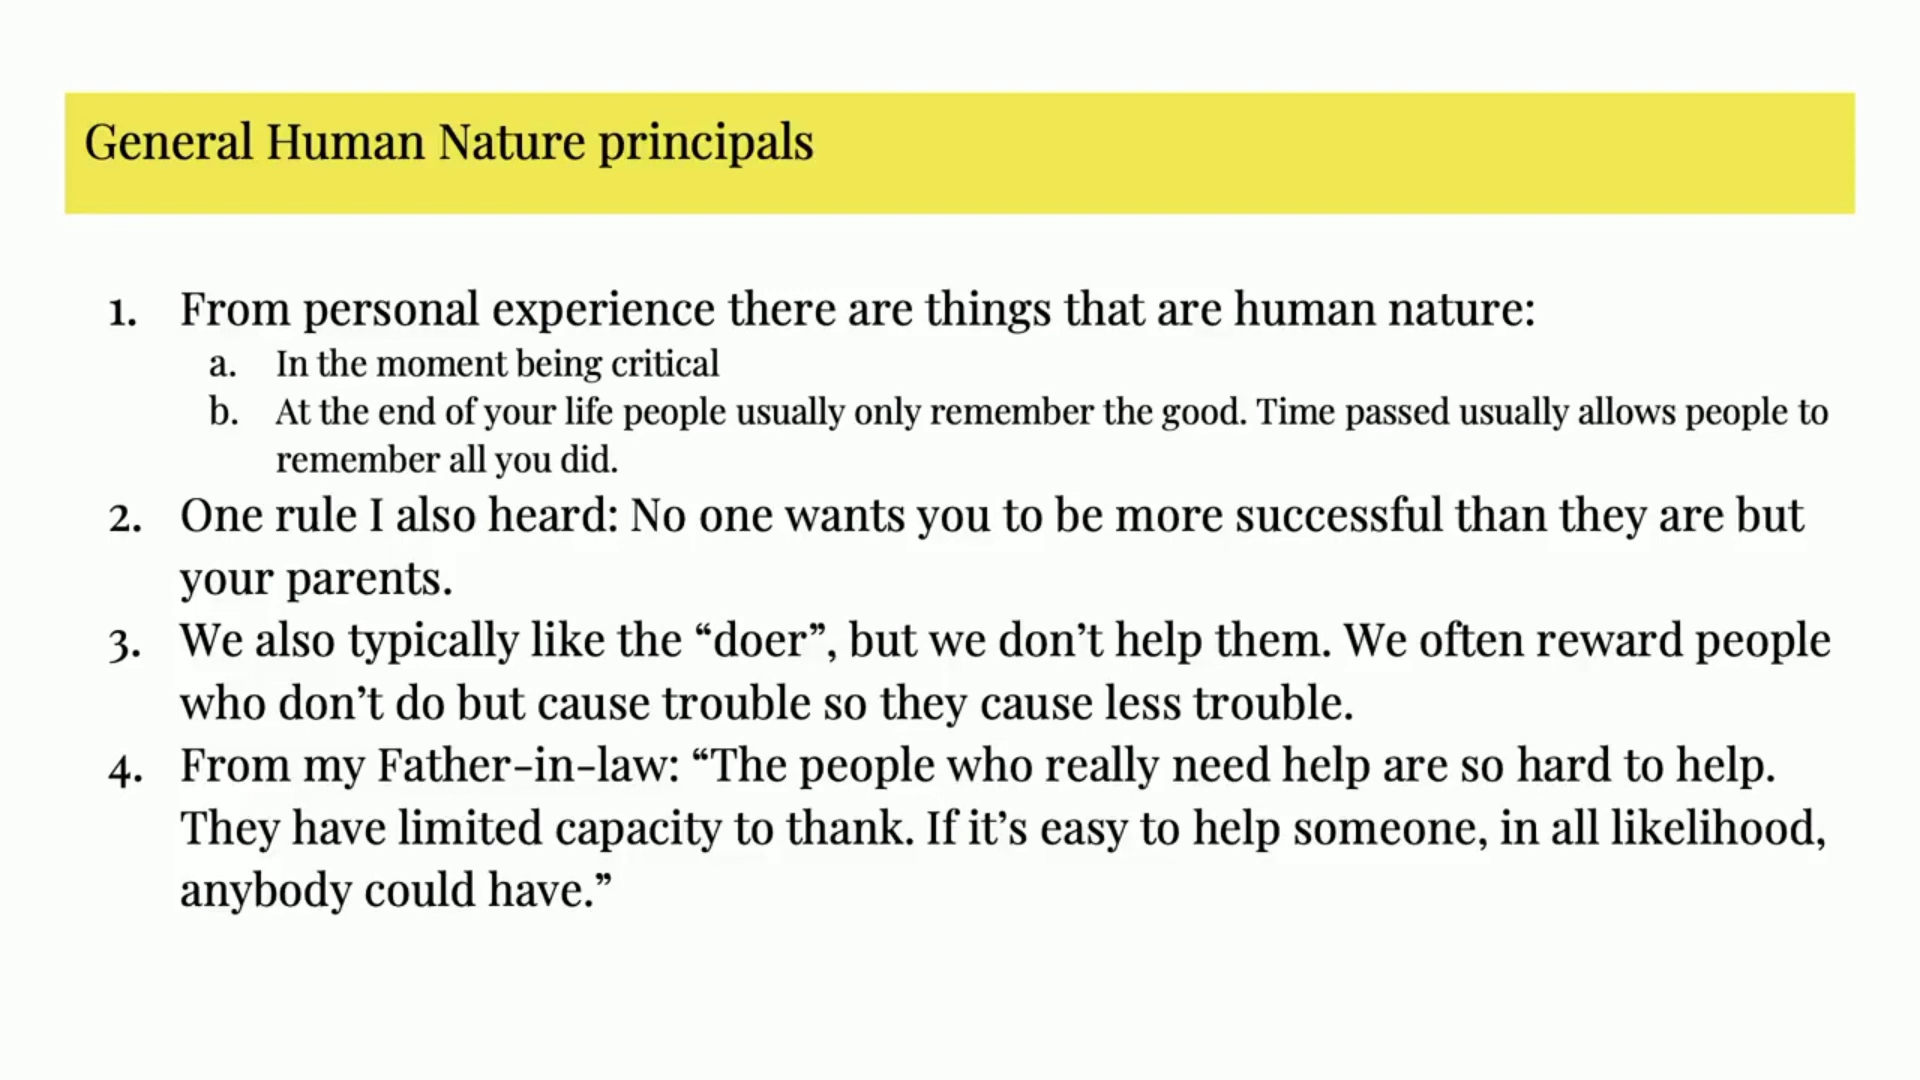 General Human Nature principals
1. From personal experience there are things that are human nature:
a. In the moment being critical
b. At the end of your life people usually only remember the good. Time passed usually allows people to
remember all you did.
2. One rule I also heard: No one wants you to be more successful than they are but
your parents.
3. We also typically like the “doer”, but we don’t help them. We often reward people
who don’t do but cause trouble so they cause less trouble.
4. From my Father-in-law: “The people who really need help are so hard to help.
They have limited capacity to thank. If it’s easy to help someone, in all likelihood,
anybody could have.”